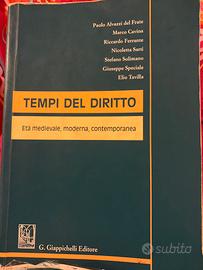 Paolo Alvazzi del Frate
Marco Cavina
Riccardo Ferrante
Nicoletta Sarti
Stefano Solimano
Giuseppe Speciale
Elio Tavilla
TEMPI DEL DIRITTO
Età medievale, moderna, contemporanea
G. Giappichelli Editore
subito